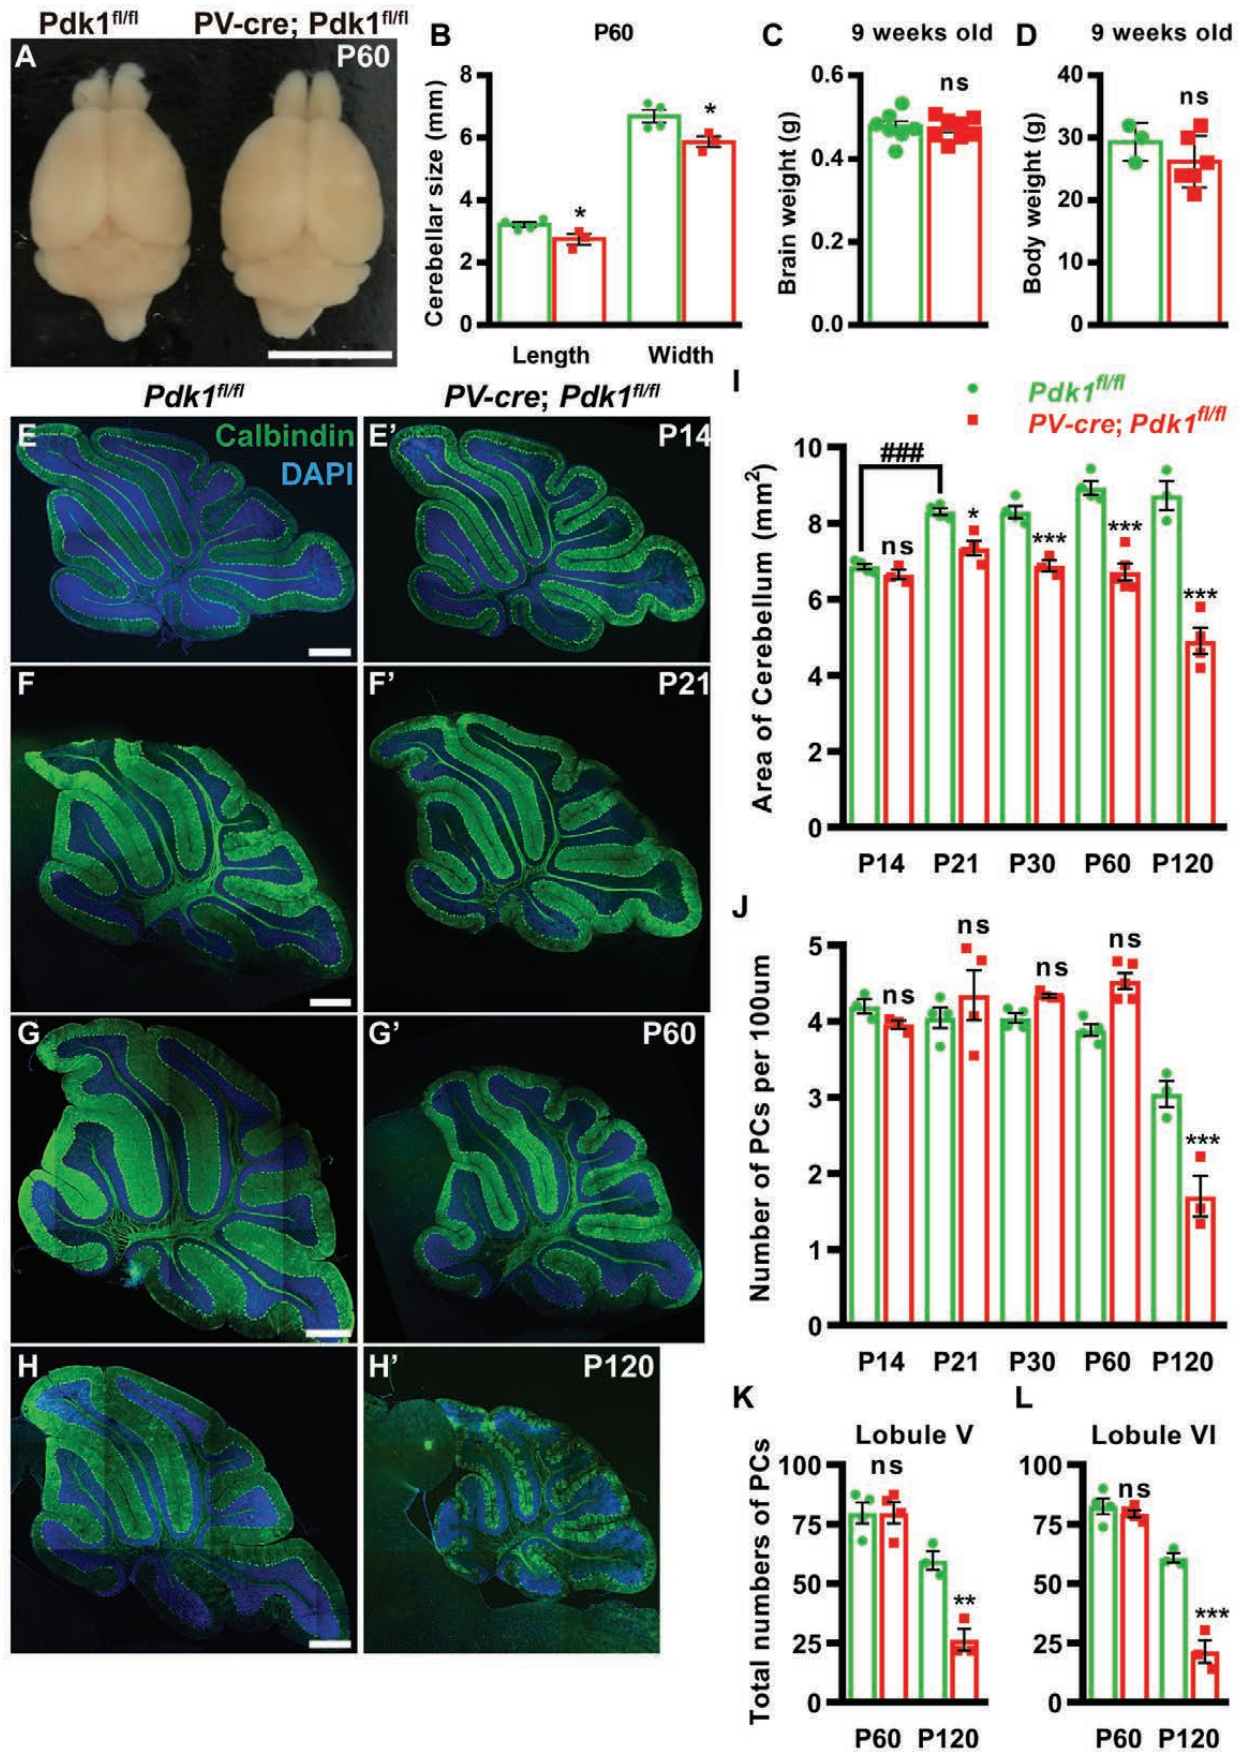 Pdk1fl/fl PV-cre; Pdk1fl/fl
A P60
B P60
Cerebellar size (mm)
8
6
4
2
0
* *
Length Width
C 9 weeks old
Brain weight (g)
0.6
0.4
0.2
0.0
ns
D 9 weeks old
Body weight (g)
40
30
20
10
0
ns
Pdk1fl/fl PV-cre; Pdk1fl/fl
E Calbindin
DAPI
E' P14
F F' P21
G G' P60
H H' P120
I
Pdk1fl/fl
PV-cre; Pdk1fl/fl
Area of Cerebellum (mm2)
10
8
6
4
2
0
###
ns * *** *** ***
P14 P21 P30 P60 P120
J
Number of PCs per 100um
5
4
3
2
1
0
ns ns ns ns ***
P14 P21 P30 P60 P120
K
Lobule V
Total numbers of PCs
100
75
50
25
0
ns **
P60 P120
L
Lobule VI
100
75
50
25
0
ns ***
P60 P120